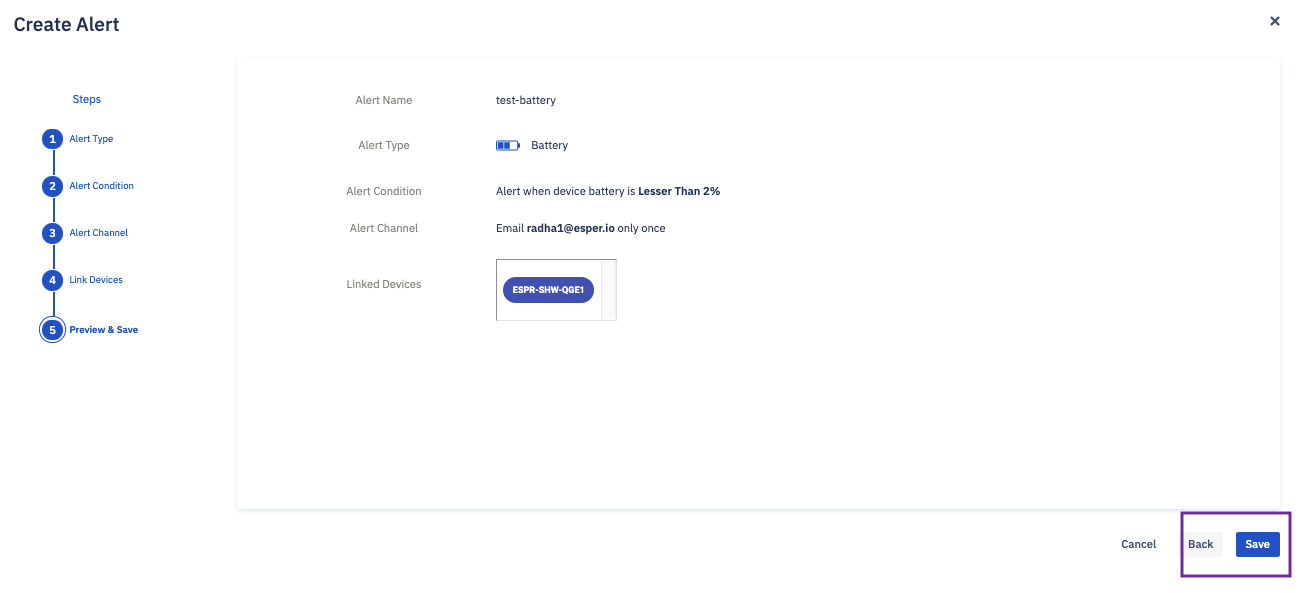 Create Alert
×
Steps
1 Alert Type
2 Alert Condition
3 Alert Channel
4 Link Devices
5 Preview & Save
Alert Name test-battery
Alert Type Battery
Alert Condition Alert when device battery is Lesser Than 2%
Alert Channel Email radha1@esper.io only once
Linked Devices ESPR-SHW-QGE1
Cancel Back Save